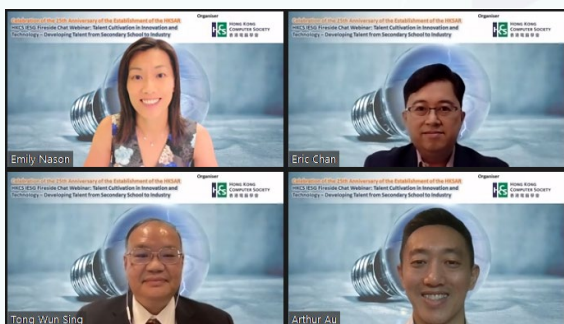 Celebration of the 25th Anniversary of the Establishment of the HKSAR
HKCS IESG Fireside Chat Webinar: Talent Cultivation in Innovation and
Technology – Developing Talent from Secondary School to Industry
Organiser
HONG KONG
COMPUTER SOCIETY
香港電腦學會
Emily Nason
Celebration of the 25th Anniversary of the Establishment of the HKSAR
HKCS IESG Fireside Chat Webinar: Talent Cultivation in Innovation and
Technology – Developing Talent from Secondary School to Industry
Organiser
HONG KONG
COMPUTER SOCIETY
香港電腦學會
Eric Chan
Celebration of the 25th Anniversary of the Establishment of the HKSAR
HKCS IESG Fireside Chat Webinar: Talent Cultivation in Innovation and
Technology – Developing Talent from Secondary School to Industry
Organiser
HONG KONG
COMPUTER SOCIETY
香港電腦學會
Tong Wun Sing
Celebration of the 25th Anniversary of the Establishment of the HKSAR
HKCS IESG Fireside Chat Webinar: Talent Cultivation in Innovation and
Technology – Developing Talent from Secondary School to Industry
Organiser
HONG KONG
COMPUTER SOCIETY
香港電腦學會
Arthur Au